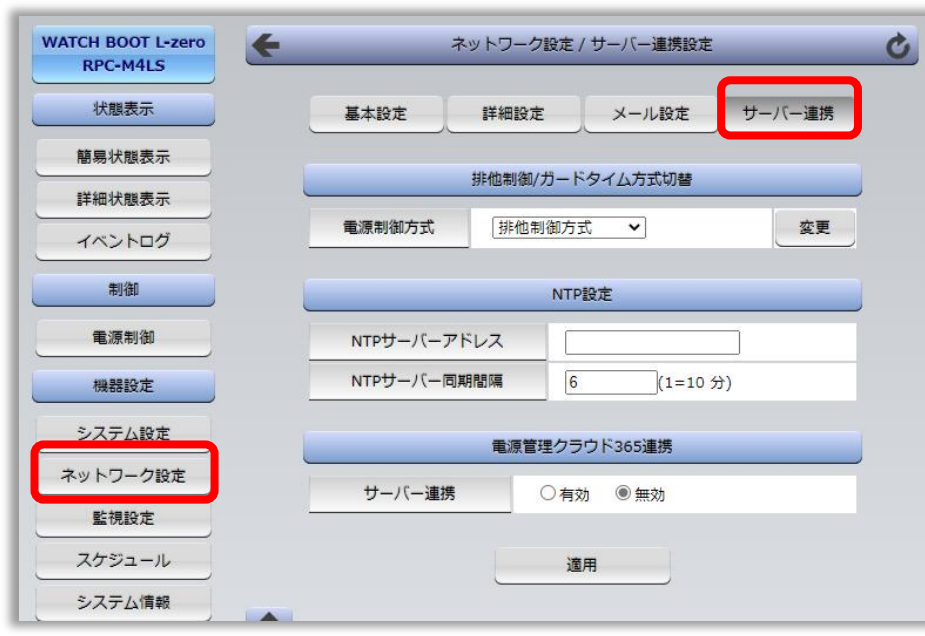 WATCH BOOT L-zero
RPC-M4LS
状態表示
簡易状態表示
詳細状態表示
イベントログ
制御
電源制御
機器設定
システム設定
ネットワーク設定
監視設定
スケジュール
システム情報
ネットワーク設定 / サーバー連携設定
基本設定 詳細設定 メール設定 サーバー連携
排他制御/ガードタイム方式切替
電源制御方式 排他制御方式 変更
NTP設定
NTPサーバーアドレス
NTPサーバー同期間隔 6 (1=10 分)
電源管理クラウド365連携
サーバー連携 有効 無効
適用